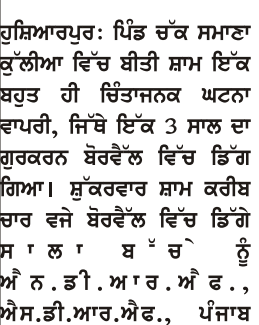 ਹੁਸ਼ਿਆਰਪੁਰ: ਪਿੰਡ ਚੱਕ ਸਮਾਣਾ
ਕੁੱਲੀਆ ਵਿੱਚ ਬੀਤੀ ਸ਼ਾਮ ਇੱਕ
ਬਹੁਤ ਹੀ ਚਿੰਤਾਜਨਕ ਘਟਨਾ
ਵਾਪਰੀ, ਜਿੱਥੇ ਇੱਕ 3 ਸਾਲ ਦਾ
ਗੁਰਕਰਨ ਬੋਰਵੈੱਲ ਵਿੱਚ ਡਿੱਗ
ਗਿਆ। ਸ਼ੁੱਕਰਵਾਰ ਸ਼ਾਮ ਕਰੀਬ
ਚਾਰ ਵਜੇ ਬੋਰਵੈੱਲ ਵਿੱਚ ਡਿੱਗੇ
ਸਾਲਾ ਬੱਚੇ ਨੂੰ
ਐਨ.ਡੀ.ਆਰ.ਐਫ.,
ਐਸ.ਡੀ.ਆਰ.ਐਫ., ਪੰਜਾਬ